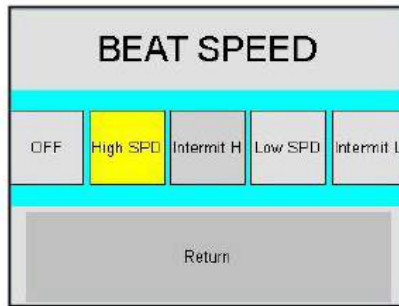 BEAT SPEED
OFF High SPD Intermit H Low SPD Intermit L
Return